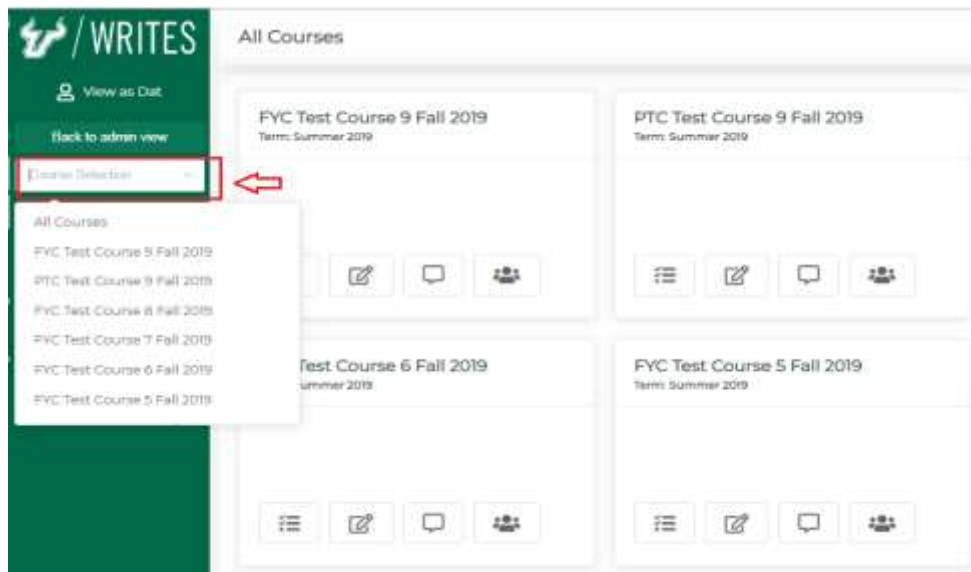 / WRITES
View as Dat
Back to admin view
Course Selection
All Courses
FYC Test Course 9 Fall 2019
PTC Test Course 9 Fall 2019
FYC Test Course 8 Fall 2019
FYC Test Course 7 Fall 2019
FYC Test Course 6 Fall 2019
FYC Test Course 5 Fall 2019
All Courses
FYC Test Course 9 Fall 2019
Term: Summer 2019
PTC Test Course 9 Fall 2019
Term: Summer 2019
Test Course 6 Fall 2019
ummer 2019
FYC Test Course 5 Fall 2019
Term: Summer 2019